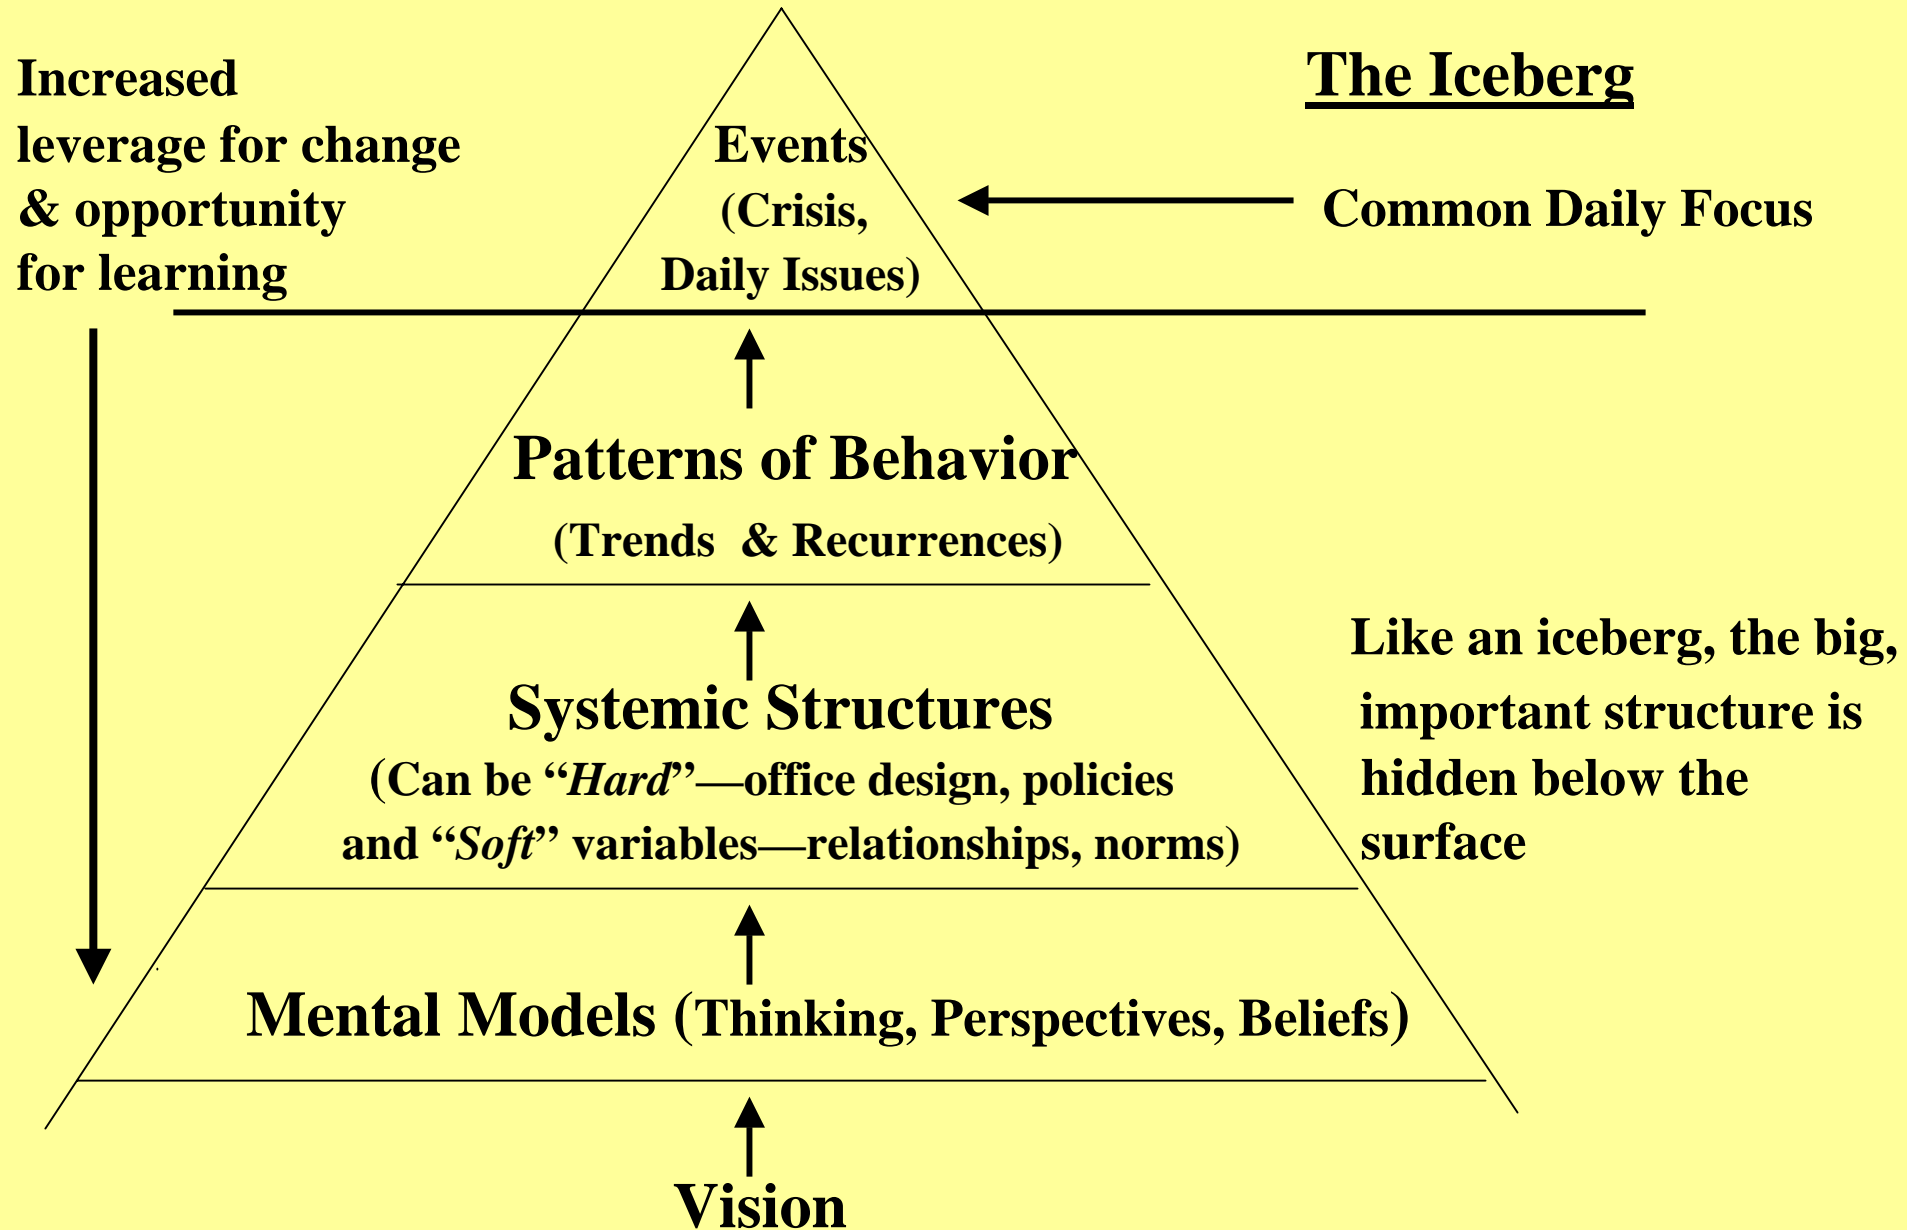 The Iceberg
Increased
leverage for change
& opportunity
for learning
Events
(Crisis,
Daily Issues)
Common Daily Focus
Patterns of Behavior
(Trends & Recurrences)
Systemic Structures
(Can be “Hard”—office design, policies
and “Soft” variables—relationships, norms)
Like an iceberg, the big,
important structure is
hidden below the
surface
Mental Models (Thinking, Perspectives, Beliefs)
Vision